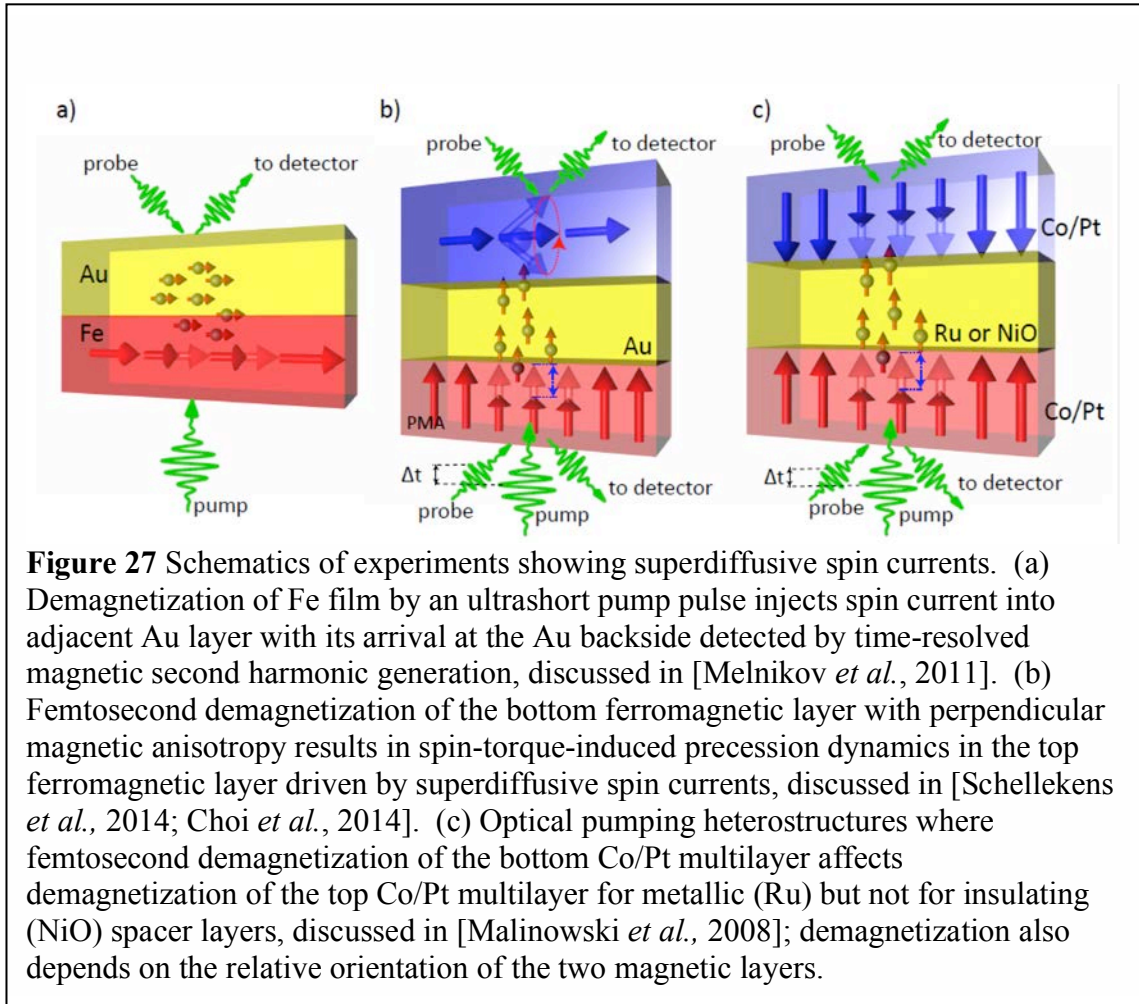 a)
b)
c)
probe
to detector
probe
to detector
probe
to detector
Au
Fe
Au
PMA
Co/Pt
Ru or NiO
Co/Pt
pump
Δt
probe
pump
to detector
Δt
probe
pump
to detector
Figure 27 Schematics of experiments showing superdiffusive spin currents. (a)
Demagnetization of Fe film by an ultrashort pump pulse injects spin current into
adjacent Au layer with its arrival at the Au backside detected by time-resolved
magnetic second harmonic generation, discussed in [Melnikov et al., 2011]. (b)
Femtosecond demagnetization of the bottom ferromagnetic layer with perpendicular
magnetic anisotropy results in spin-torque-induced precession dynamics in the top
ferromagnetic layer driven by superdiffusive spin currents, discussed in [Schellekens
et al., 2014; Choi et al., 2014]. (c) Optical pumping heterostructures where
femtosecond demagnetization of the bottom Co/Pt multilayer affects
demagnetization of the top Co/Pt multilayer for metallic (Ru) but not for insulating
(NiO) spacer layers, discussed in [Malinowski et al., 2008]; demagnetization also
depends on the relative orientation of the two magnetic layers.